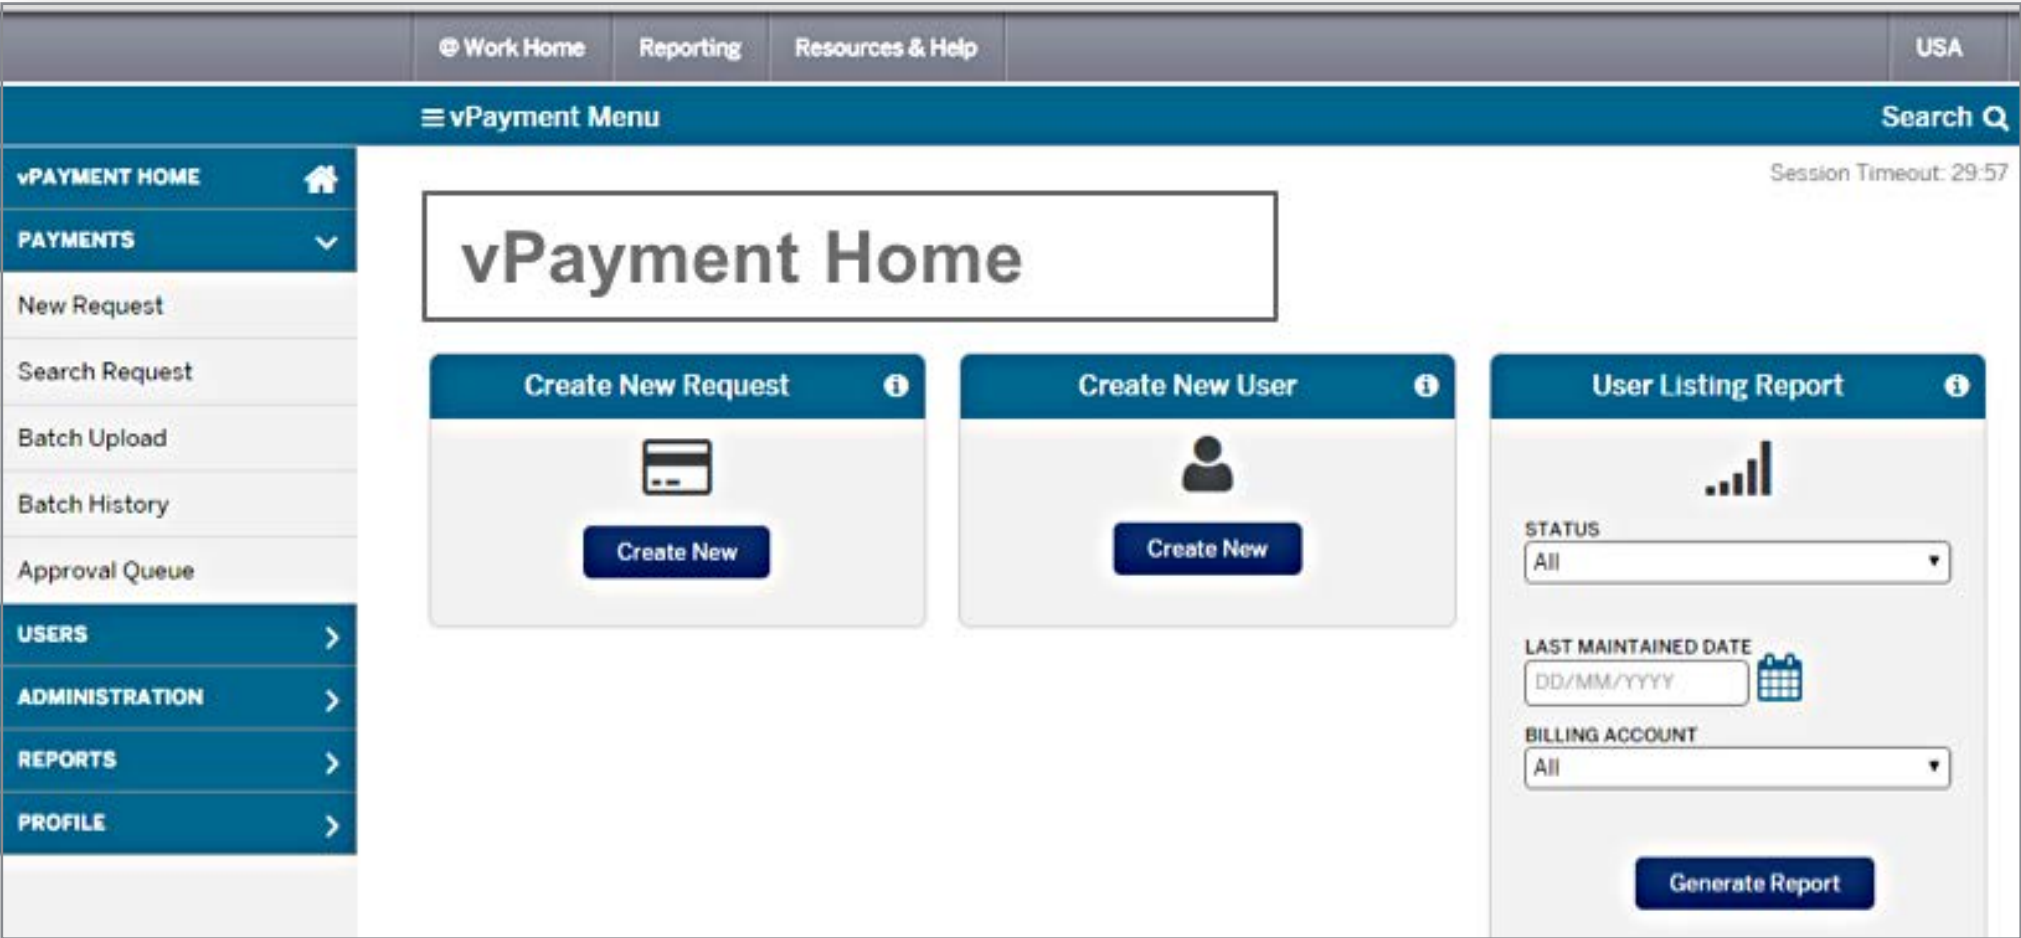 @ Work Home
Reporting
Resources & Help
USA
vPayment Menu
Search
Session Timeout: 29:57
vPAYMENT HOME
PAYMENTS
New Request
Search Request
Batch Upload
Batch History
Approval Queue
USERS
ADMINISTRATION
REPORTS
PROFILE
vPayment Home
Create New Request
Create New
Create New User
Create New
User Listing Report
STATUS
All
LAST MAINTAINED DATE
DD/MM/YYYY
BILLING ACCOUNT
All
Generate Report